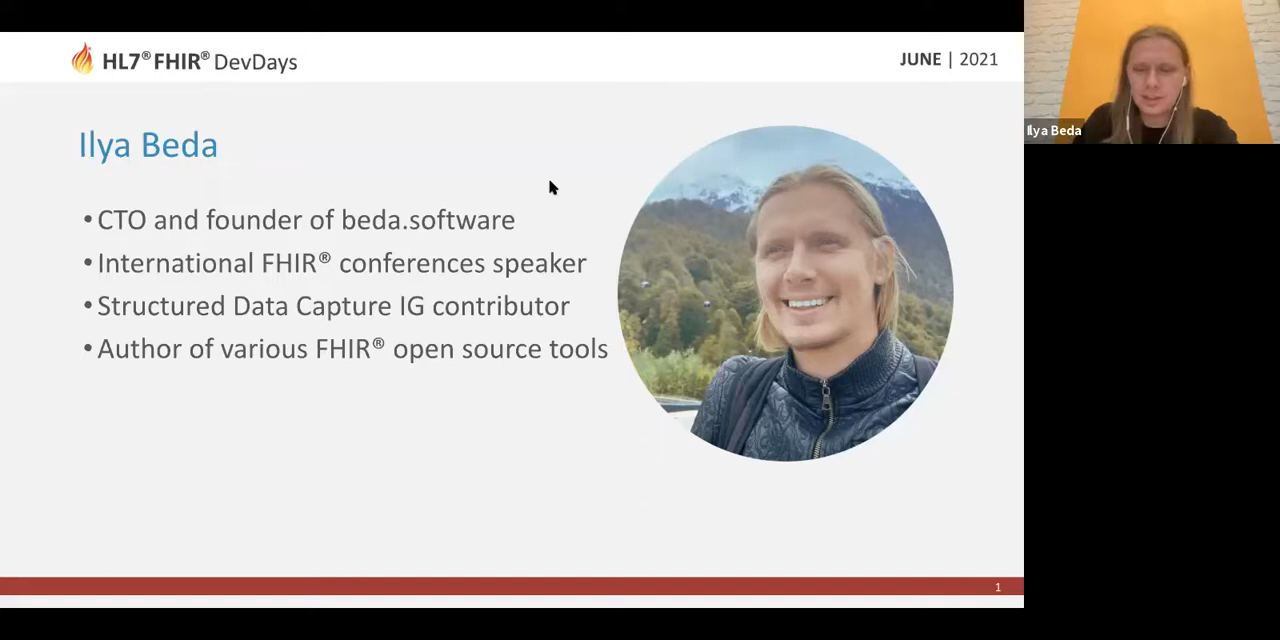 HL7® FHIR® DevDays
JUNE | 2021
Ilya Beda
Ilya Beda
• CTO and founder of beda.software
• International FHIR® conferences speaker
• Structured Data Capture IG contributor
• Author of various FHIR® open source tools
1